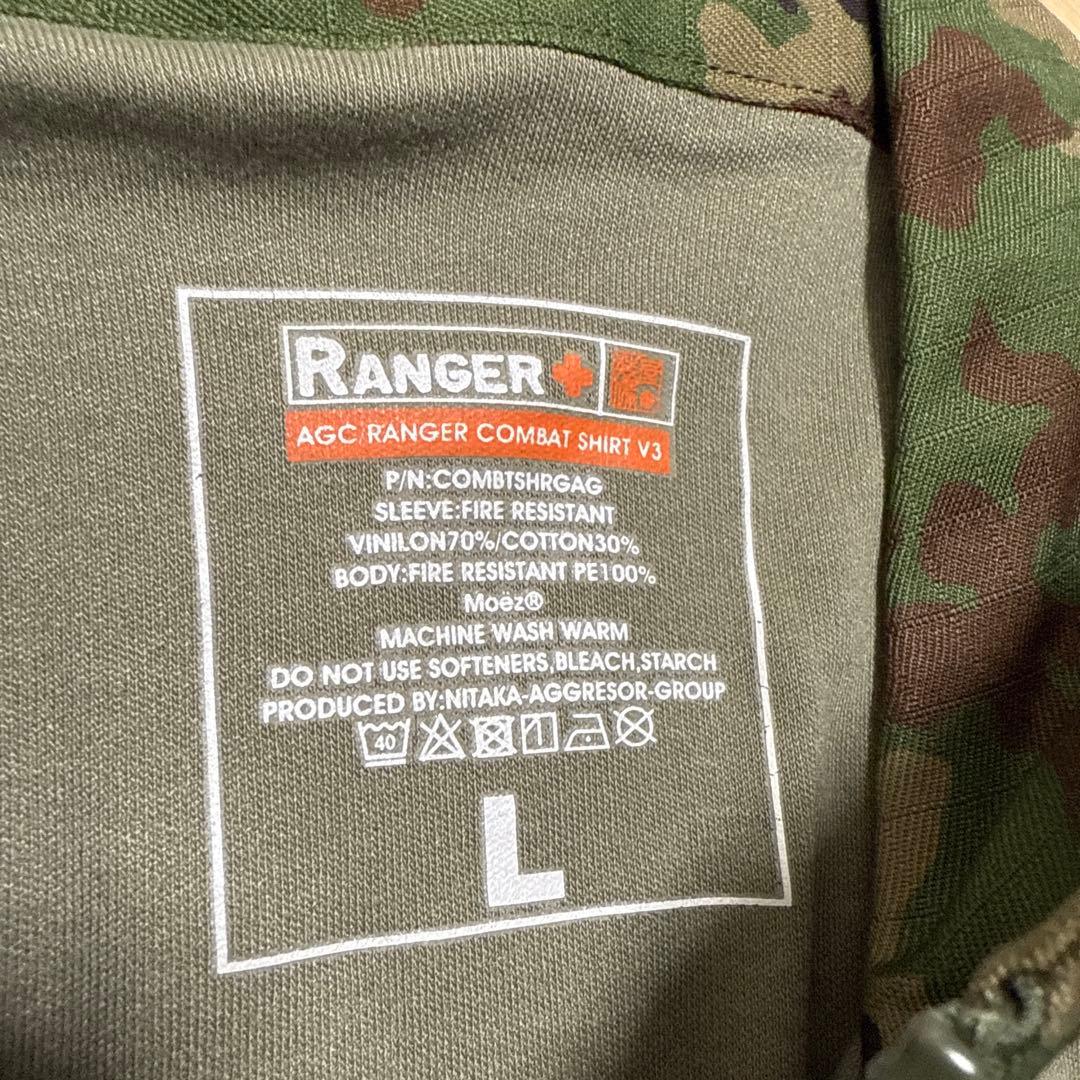 RANGER+
AGC/RANGER COMBAT SHIRT V3
P/N:COMBTSHRGAG
SLEEVE:FIRE RESISTANT
VINILON70%/COTTON30%
BODY:FIRE RESISTANT PE100%
Moez®
MACHINE WASH WARM
DO NOT USE SOFTENERS,BLEACH,STARCH
PRODUCED BY:NITAKA-AGGRESOR-GROUP
40
L